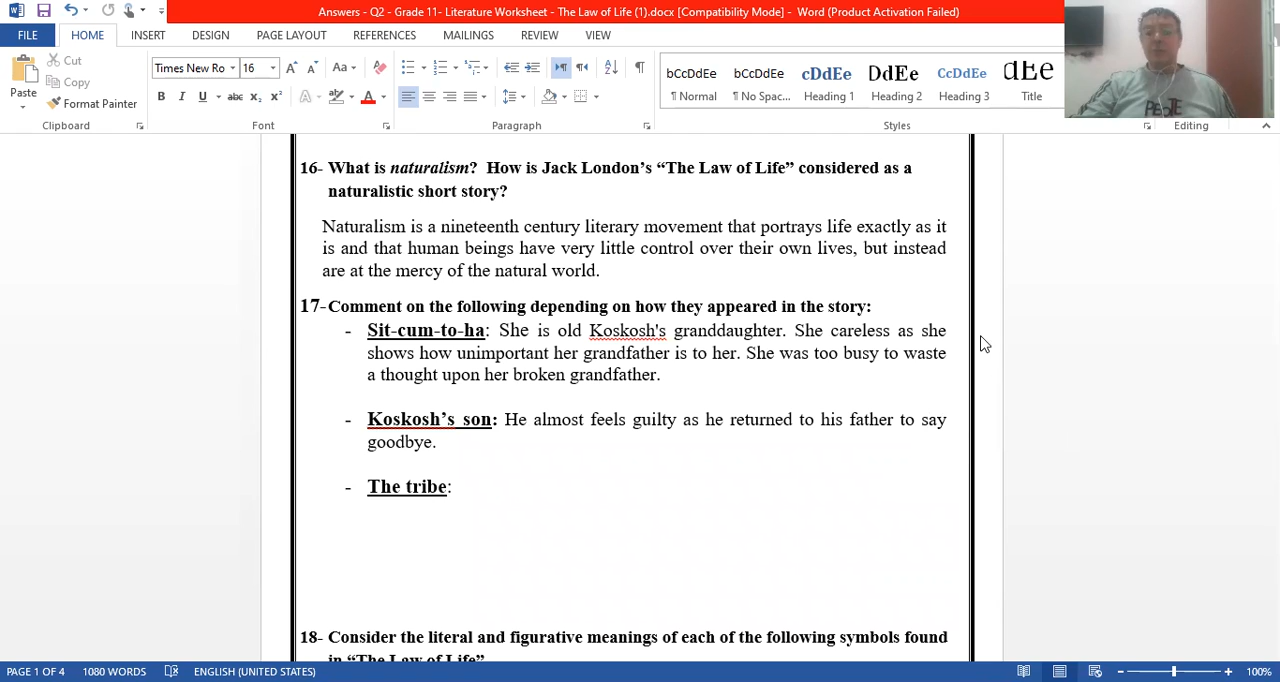 Answers - Q2 - Grade 11- Literature Worksheet - The Law of Life (1).docx [Compatibility Mode] - Word (Product Activation Failed)
FILE HOME INSERT DESIGN PAGE LAYOUT REFERENCES MAILINGS REVIEW VIEW
Cut
Copy
Format Painter
Paste
Times New Ro 16
Aa
B I U abc X₂ X²
A A
bCcDdEe bCcDdEe cDdEe DdEe CcDdEe dEe
¶ Normal ¶ No Spac... Heading 1 Heading 2 Heading 3 Title
Clipboard Font Paragraph Styles Editing
16- What is naturalism? How is Jack London's “The Law of Life” considered as a
naturalistic short story?
Naturalism is a nineteenth century literary movement that portrays life exactly as it
is and that human beings have very little control over their own lives, but instead
are at the mercy of the natural world.
17- Comment on the following depending on how they appeared in the story:
- Sit-cum-to-ha: She is old Koskosh's granddaughter. She careless as she
shows how unimportant her grandfather is to her. She was too busy to waste
a thought upon her broken grandfather.
- Koskosh’s son: He almost feels guilty as he returned to his father to say
goodbye.
- The tribe:
18- Consider the literal and figurative meanings of each of the following symbols found
in “The Law of Life”
PAGE 1 OF 4 1080 WORDS ENGLISH (UNITED STATES) 100%